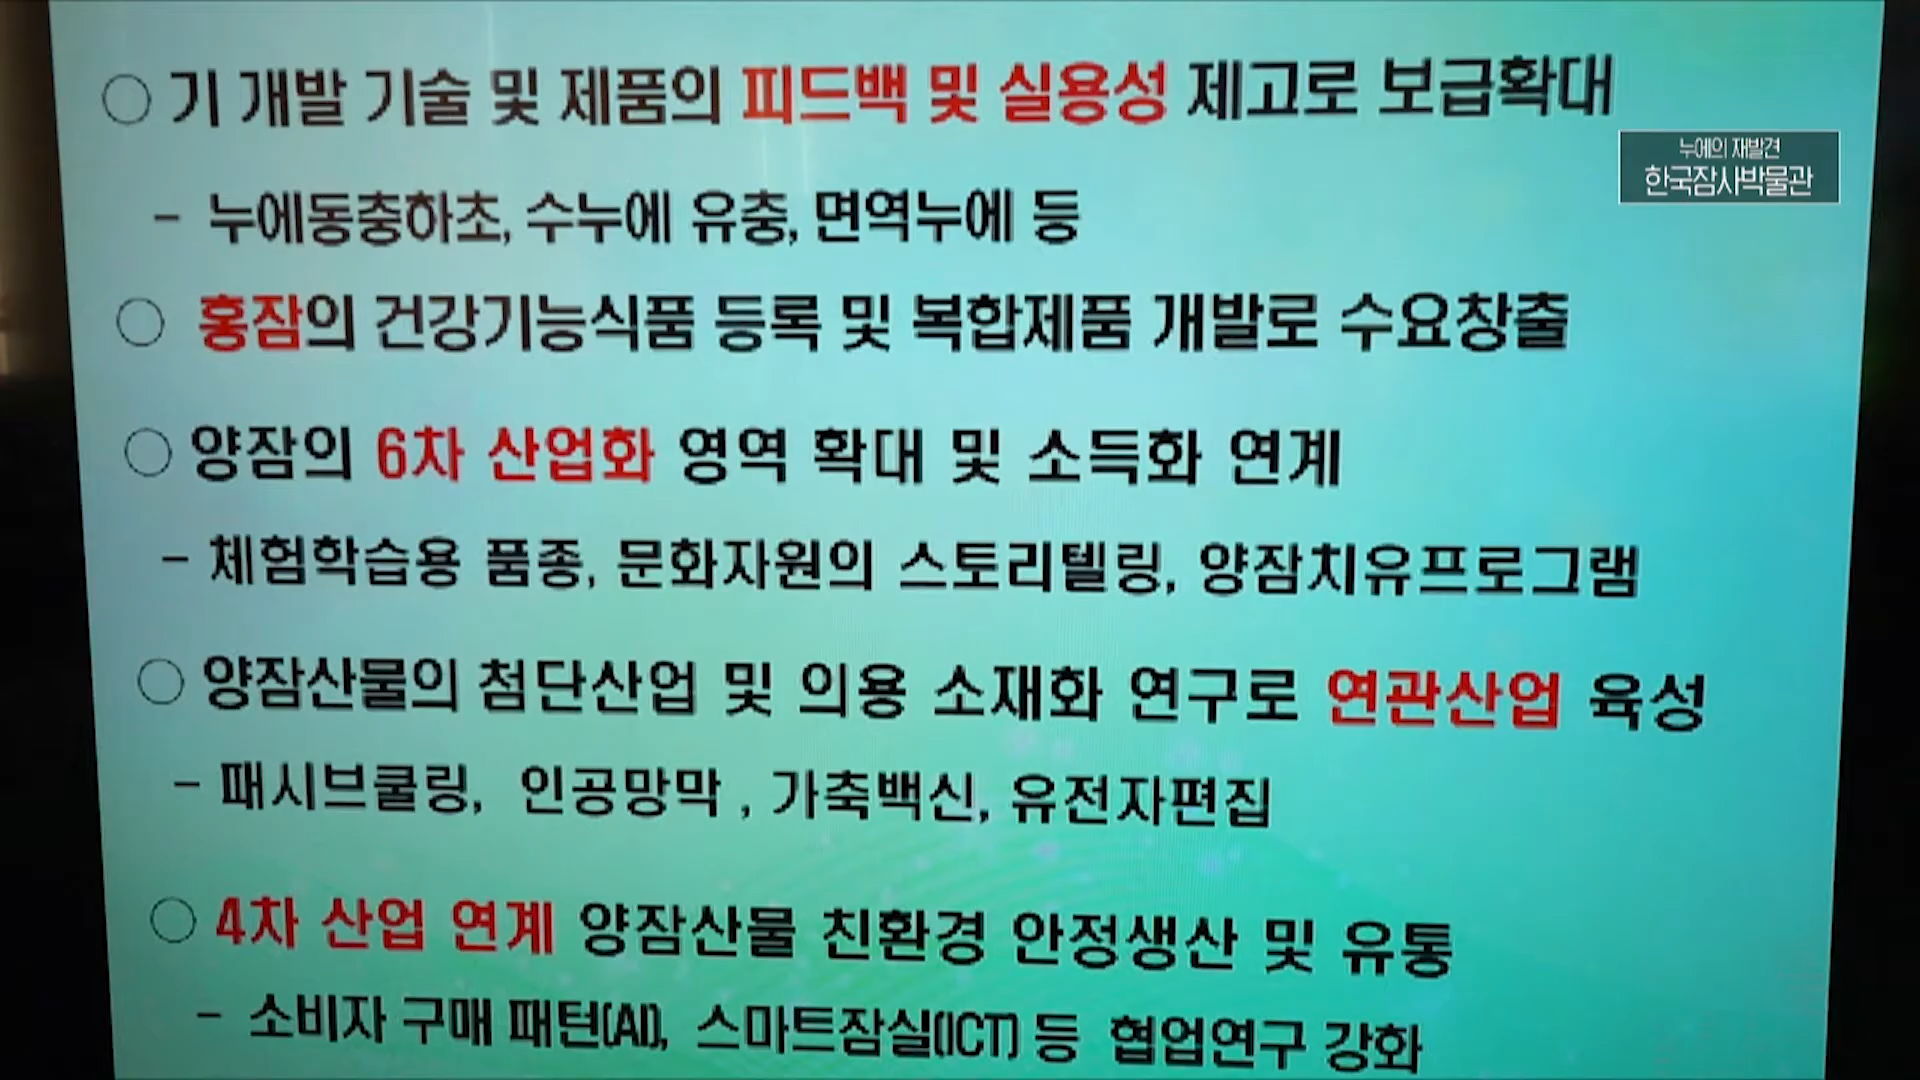 ○ 기 개발 기술 및 제품의 피드백 및 실용성 제고로 보급확대
누에의 재발견
한국잠사박물관
- 누에동충하초, 수누에 유충, 면역누에 등
○ 홍잠의 건강기능식품 등록 및 복합제품 개발로 수요창출
○ 양잠의 6차 산업화 영역 확대 및 소득화 연계
- 체험학습용 품종, 문화자원의 스토리텔링, 양잠치유프로그램
○ 양잠산물의 첨단산업 및 의용 소재화 연구로 연관산업 육성
- 패시브쿨링, 인공망막 , 가축백신, 유전자편집
○ 4차 산업 연계 양잠산물 친환경 안정생산 및 유통
- 소비자 구매 패턴(AI), 스마트잠실(ICT) 등 협업연구 강화